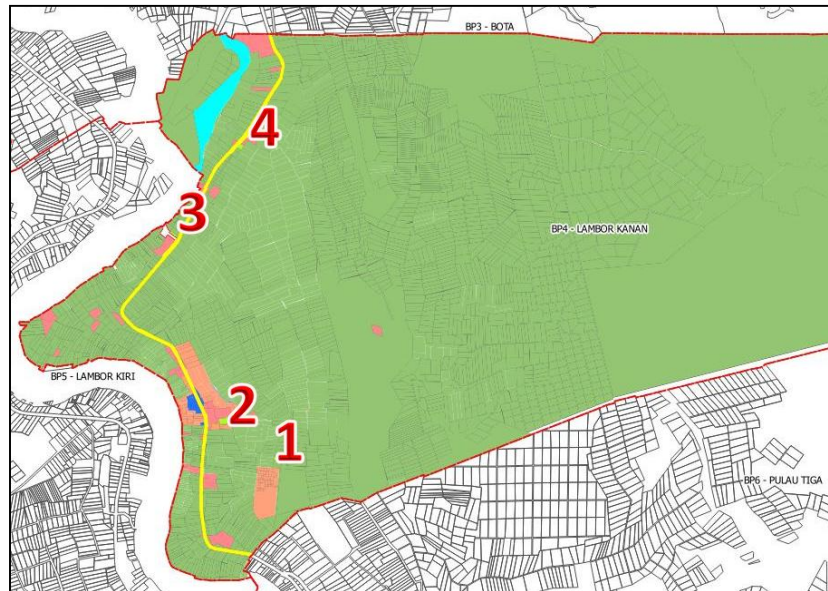 BP3 - BOTA
4
3
BP4 - LAMBOR KANAN
BP5 - LAMBOR KIRI
2
1
BP6 - PULAU TIGA